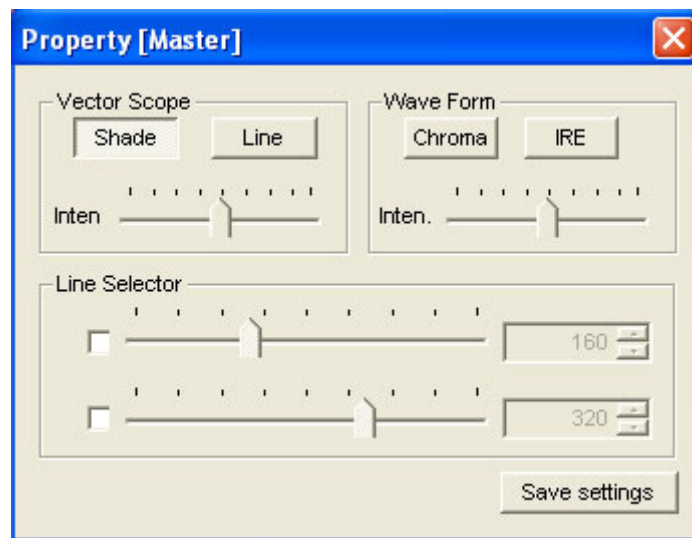 Property [Master]
Vector Scope
Shade Line
Inten
Wave Form
Chroma IRE
Inten.
Line Selector
160
320
Save settings